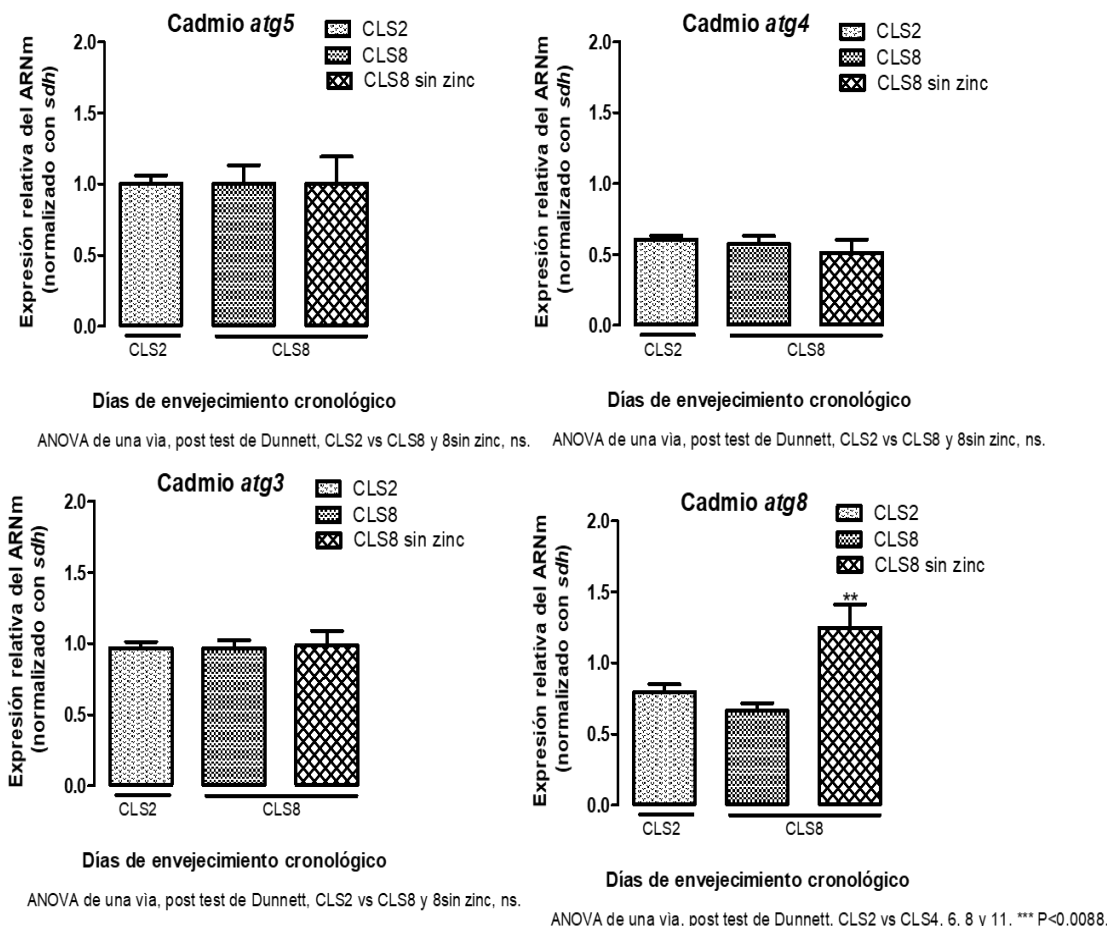 Cadmio atg5
CLS2
CLS8
CLS8 sin zinc
Expresión relativa del ARNm
(normalizado con sdh)
2.0
1.5
1.0
0.5
0.0
CLS2
CLS8
Días de envejecimiento cronológico
ANOVA de una vìa, post test de Dunnett, CLS2 vs CLS8 y 8sin zinc, ns.
Cadmio atg4
CLS2
CLS8
CLS8 sin zinc
Expresión relativa del ARNm
(normalizado con sdh)
2.0
1.5
1.0
0.5
0.0
CLS2
CLS8
Días de envejecimiento cronológico
ANOVA de una vìa, post test de Dunnett, CLS2 vs CLS8 y 8sin zinc, ns.
Cadmio atg3
CLS2
CLS8
CLS8 sin zinc
Expresión relativa del ARNm
(normalizado con sdh)
2.0
1.5
1.0
0.5
0.0
CLS2
CLS8
Días de envejecimiento cronológico
ANOVA de una vìa, post test de Dunnett, CLS2 vs CLS8 y 8sin zinc, ns.
Cadmio atg8
CLS2
CLS8
CLS8 sin zinc
Expresión relativa del ARNm
(normalizado con sdh)
2.0
1.5
1.0
0.5
0.0
**
CLS2
CLS8
Días de envejecimiento cronológico
ANOVA de una vìa, post test de Dunnett, CLS2 vs CLS4, 6, 8 y 11, *** P<0.0088.